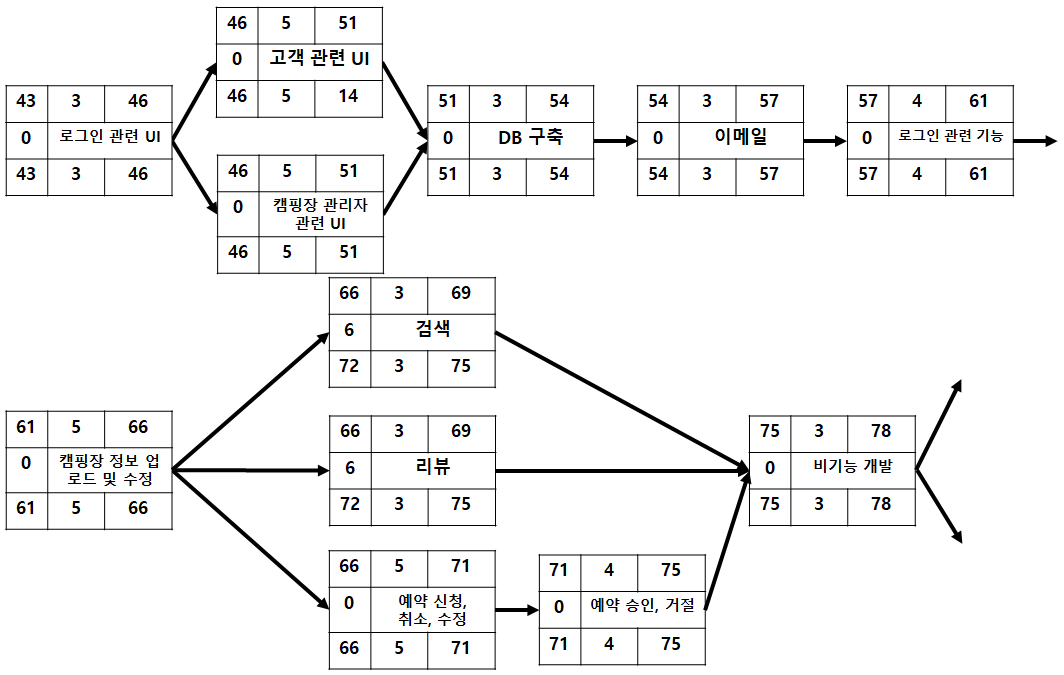 43 3 46
0 로그인 관련 UI
43 3 46
46 5 51
0 고객 관련 UI
46 5 14
46 5 51
0 캠핑장 관리자
관련 UI
46 5 51
51 3 54
0 DB 구축
51 3 54
54 3 57
0 이메일
54 3 57
57 4 61
0 로그인 관련 기능
57 4 61
61 5 66
0 캠핑장 정보 업
로드 및 수정
61 5 66
66 3 69
6 검색
72 3 75
66 3 69
6 리뷰
72 3 75
66 5 71
0 예약 신청,
취소, 수정
66 5 71
71 4 75
0 예약 승인, 거절
71 4 75
75 3 78
0 비기능 개발
75 3 78